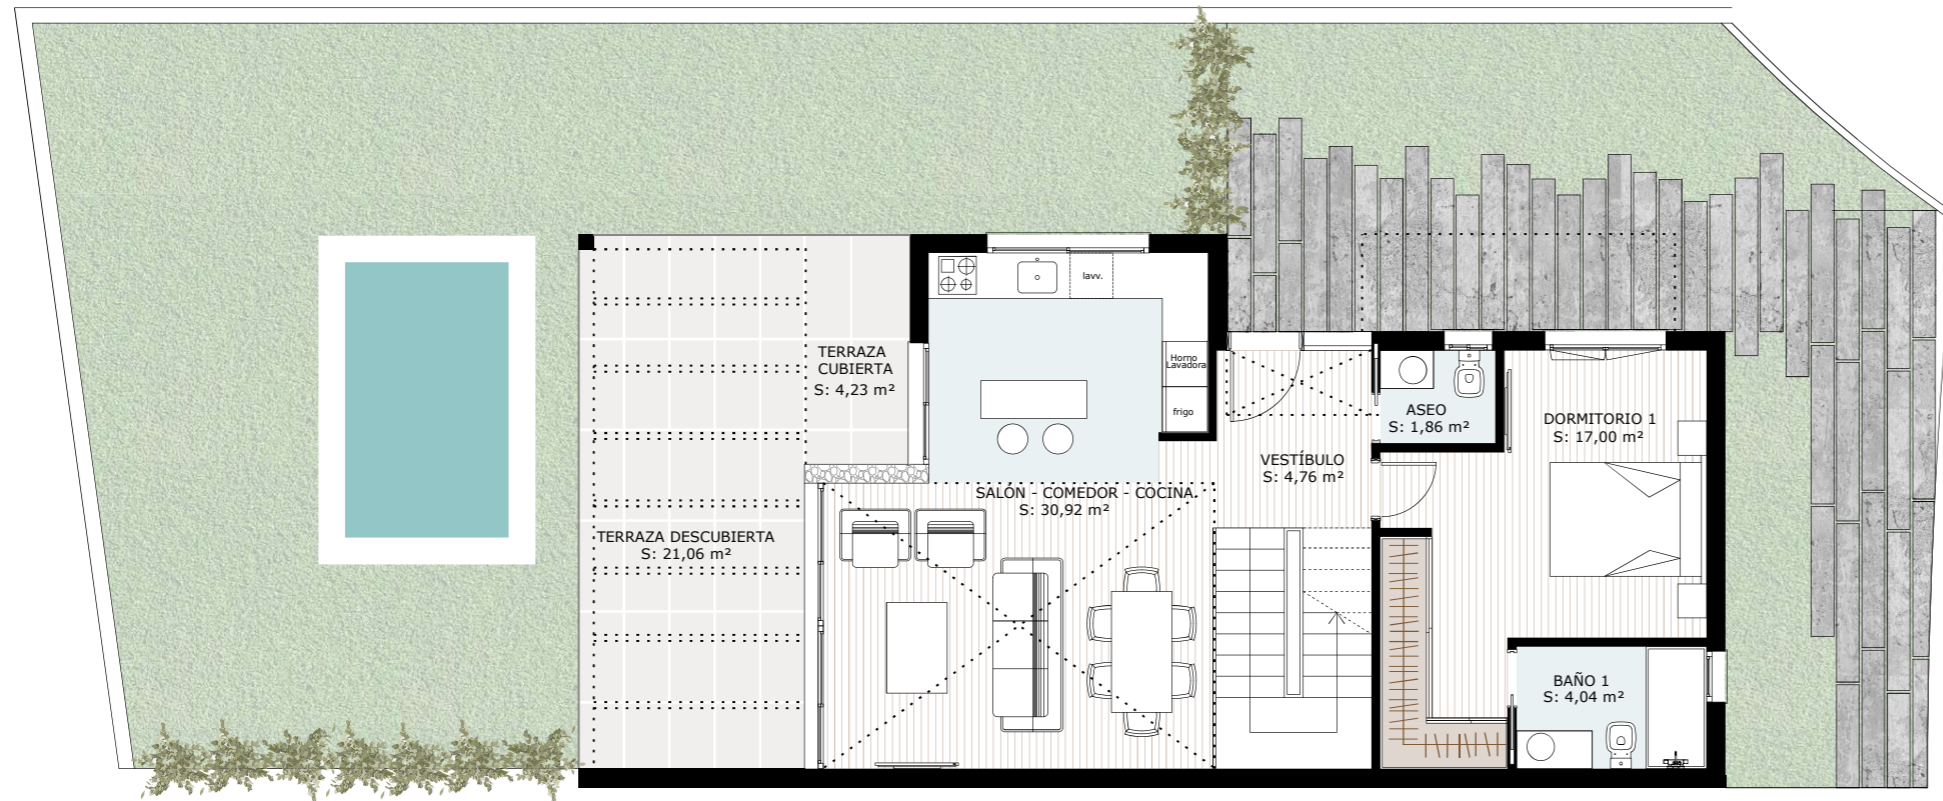 lavv.
TERRAZA
CUBIERTA
S: 4,23 m²
Horno
Lavadora
frigo
ASEO
S: 1,86 m²
DORMITORIO 1
S: 17,00 m²
VESTÍBULO
S: 4,76 m²
SALÓN - COMEDOR - COCINA
S: 30,92 m²
TERRAZA DESCUBIERTA
S: 21,06 m²
BAÑO 1
S: 4,04 m²